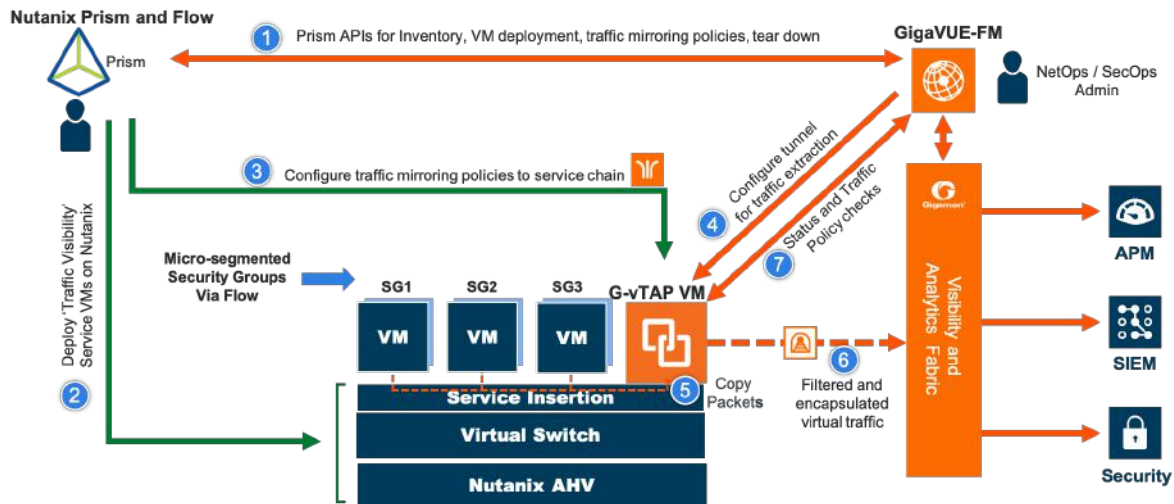 Nutanix Prism and Flow
Prism
1
Prism APIs for Inventory, VM deployment, traffic mirroring policies, tear down
GigaVUE-FM
NetOps / SecOps
Admin
3
Configure traffic mirroring policies to service chain
4
Configure tunnel
for traffic extraction
7
Status and Traffic
Policy checks
2
Deploy 'Traffic Visibility'
Service VMs on Nutanix
Micro-segmented
Security Groups
Via Flow
SG1
SG2
SG3
G-vTAP VM
VM
VM
VM
5
Copy
Packets
6
Filtered and
encapsulated
virtual traffic
Service Insertion
Virtual Switch
Nutanix AHV
G
Gigamon®
Visibility and
Analytics Fabric
APM
SIEM
Security